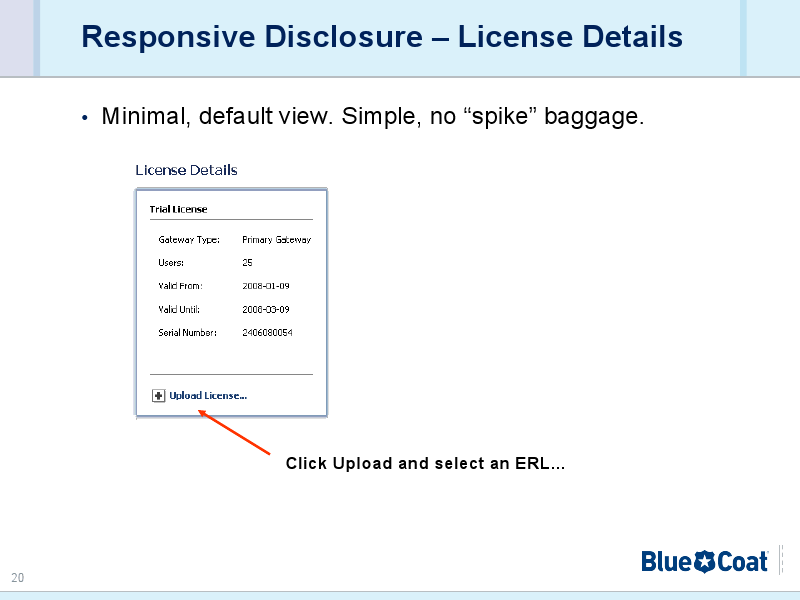 Responsive Disclosure – License Details
• Minimal, default view. Simple, no “spike” baggage.
License Details
Trial License
Gateway Type: Primary Gateway
Users: 25
Valid From: 2008-01-09
Valid Until: 2008-03-09
Serial Number: 2406080054
Upload License...
Click Upload and select an ERL…
Blue Coat
20